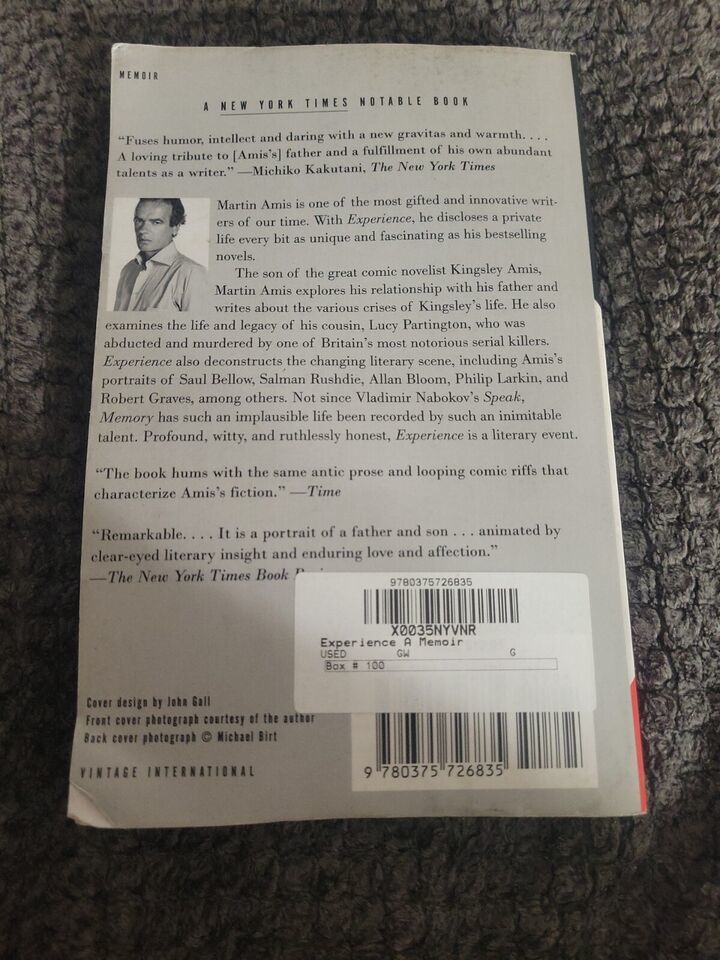 MEMOIR
A NEW YORK TIMES NOTABLE BOOK
“Fuses humor, intellect and daring with a new gravitas and warmth. . . .
A loving tribute to [Amis's] father and a fulfillment of his own abundant
talents as a writer.” —Michiko Kakutani, The New York Times
Martin Amis is one of the most gifted and innovative writ-
ers of our time. With Experience, he discloses a private
life every bit as unique and fascinating as his bestselling
novels.
The son of the great comic novelist Kingsley Amis,
Martin Amis explores his relationship with his father and
writes about the various crises of Kingsley's life. He also
examines the life and legacy of his cousin, Lucy Partington, who was
abducted and murdered by one of Britain's most notorious serial killers.
Experience also deconstructs the changing literary scene, including Amis's
portraits of Saul Bellow, Salman Rushdie, Allan Bloom, Philip Larkin, and
Robert Graves, among others. Not since Vladimir Nabokov's Speak,
Memory has such an implausible life been recorded by such an inimitable
talent. Profound, witty, and ruthlessly honest, Experience is a literary event.
“The book hums with the same antic prose and looping comic riffs that
characterize Amis's fiction.” —Time
“Remarkable. . . . It is a portrait of a father and son . . . animated by
clear-eyed literary insight and enduring love and affection.”
—The New York Times Book
9780375726835
X0035NYVNR
Experience A Memoir
USED GW G
Box # 100
Cover design by John Gall
Front cover photograph courtesy of the author
Back cover photograph © Michael Birt
VINTAGE INTERNATIONAL
9 780375 726835